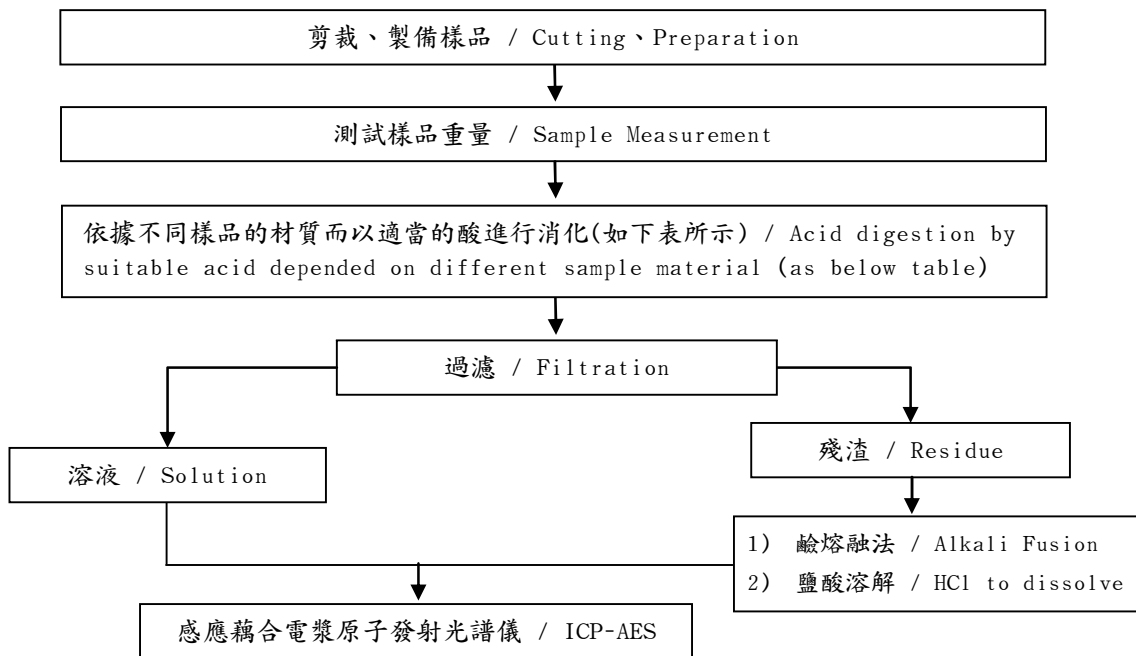 剪裁、製備樣品 / Cutting、Preparation
測試樣品重量 / Sample Measurement
依據不同樣品的材質而以適當的酸進行消化(如下表所示) / Acid digestion by
suitable acid depended on different sample material (as below table)
過濾 / Filtration
溶液 / Solution
殘渣 / Residue
1) 鹼熔融法 / Alkali Fusion
2) 鹽酸溶解 / HCl to dissolve
感應藕合電漿原子發射光譜儀 / ICP-AES